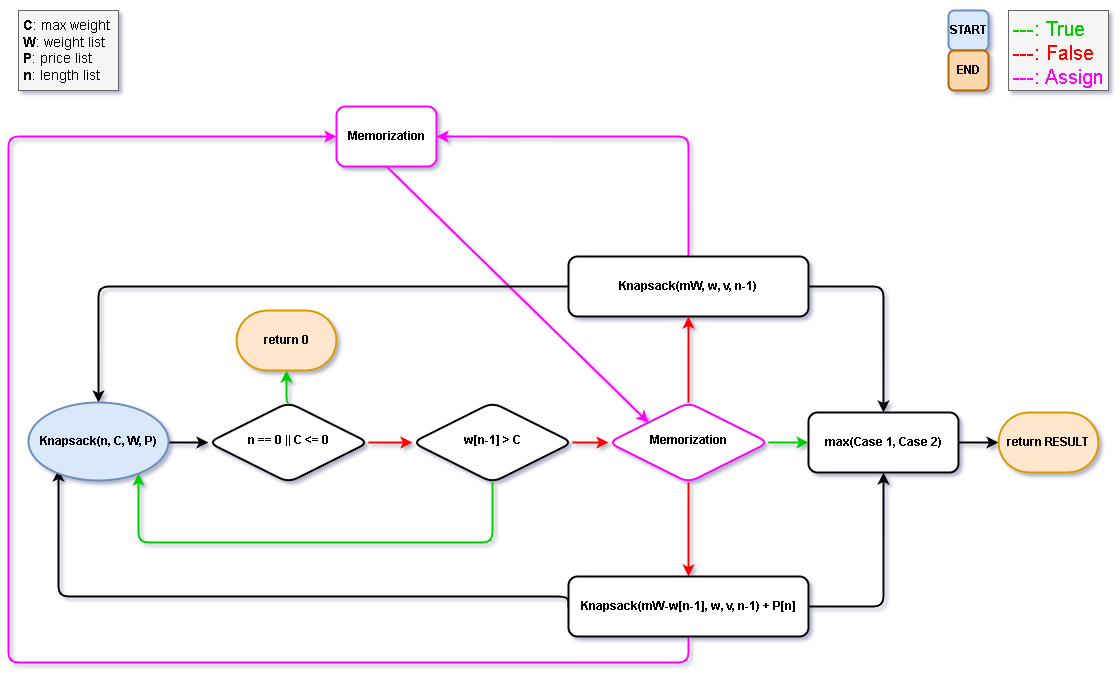 C: max weight
W: weight list
P: price list
n: length list
START
END
---: True
---: False
---: Assign
Memorization
Knapsack(mW, w, v, n-1)
return 0
Knapsack(n, C, W, P)
n == 0 || C <= 0
w[n-1] > C
Memorization
max(Case 1, Case 2)
return RESULT
Knapsack(mW-w[n-1], w, v, n-1) + P[n]